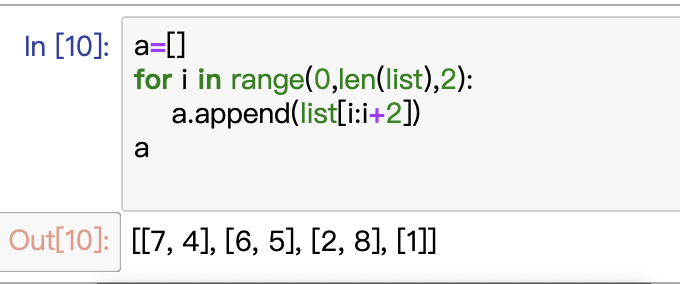 In [10]: a=[]
for i in range(0,len(list),2):
    a.append(list[i:i+2])
a
Out[10]: [[7, 4], [6, 5], [2, 8], [1]]